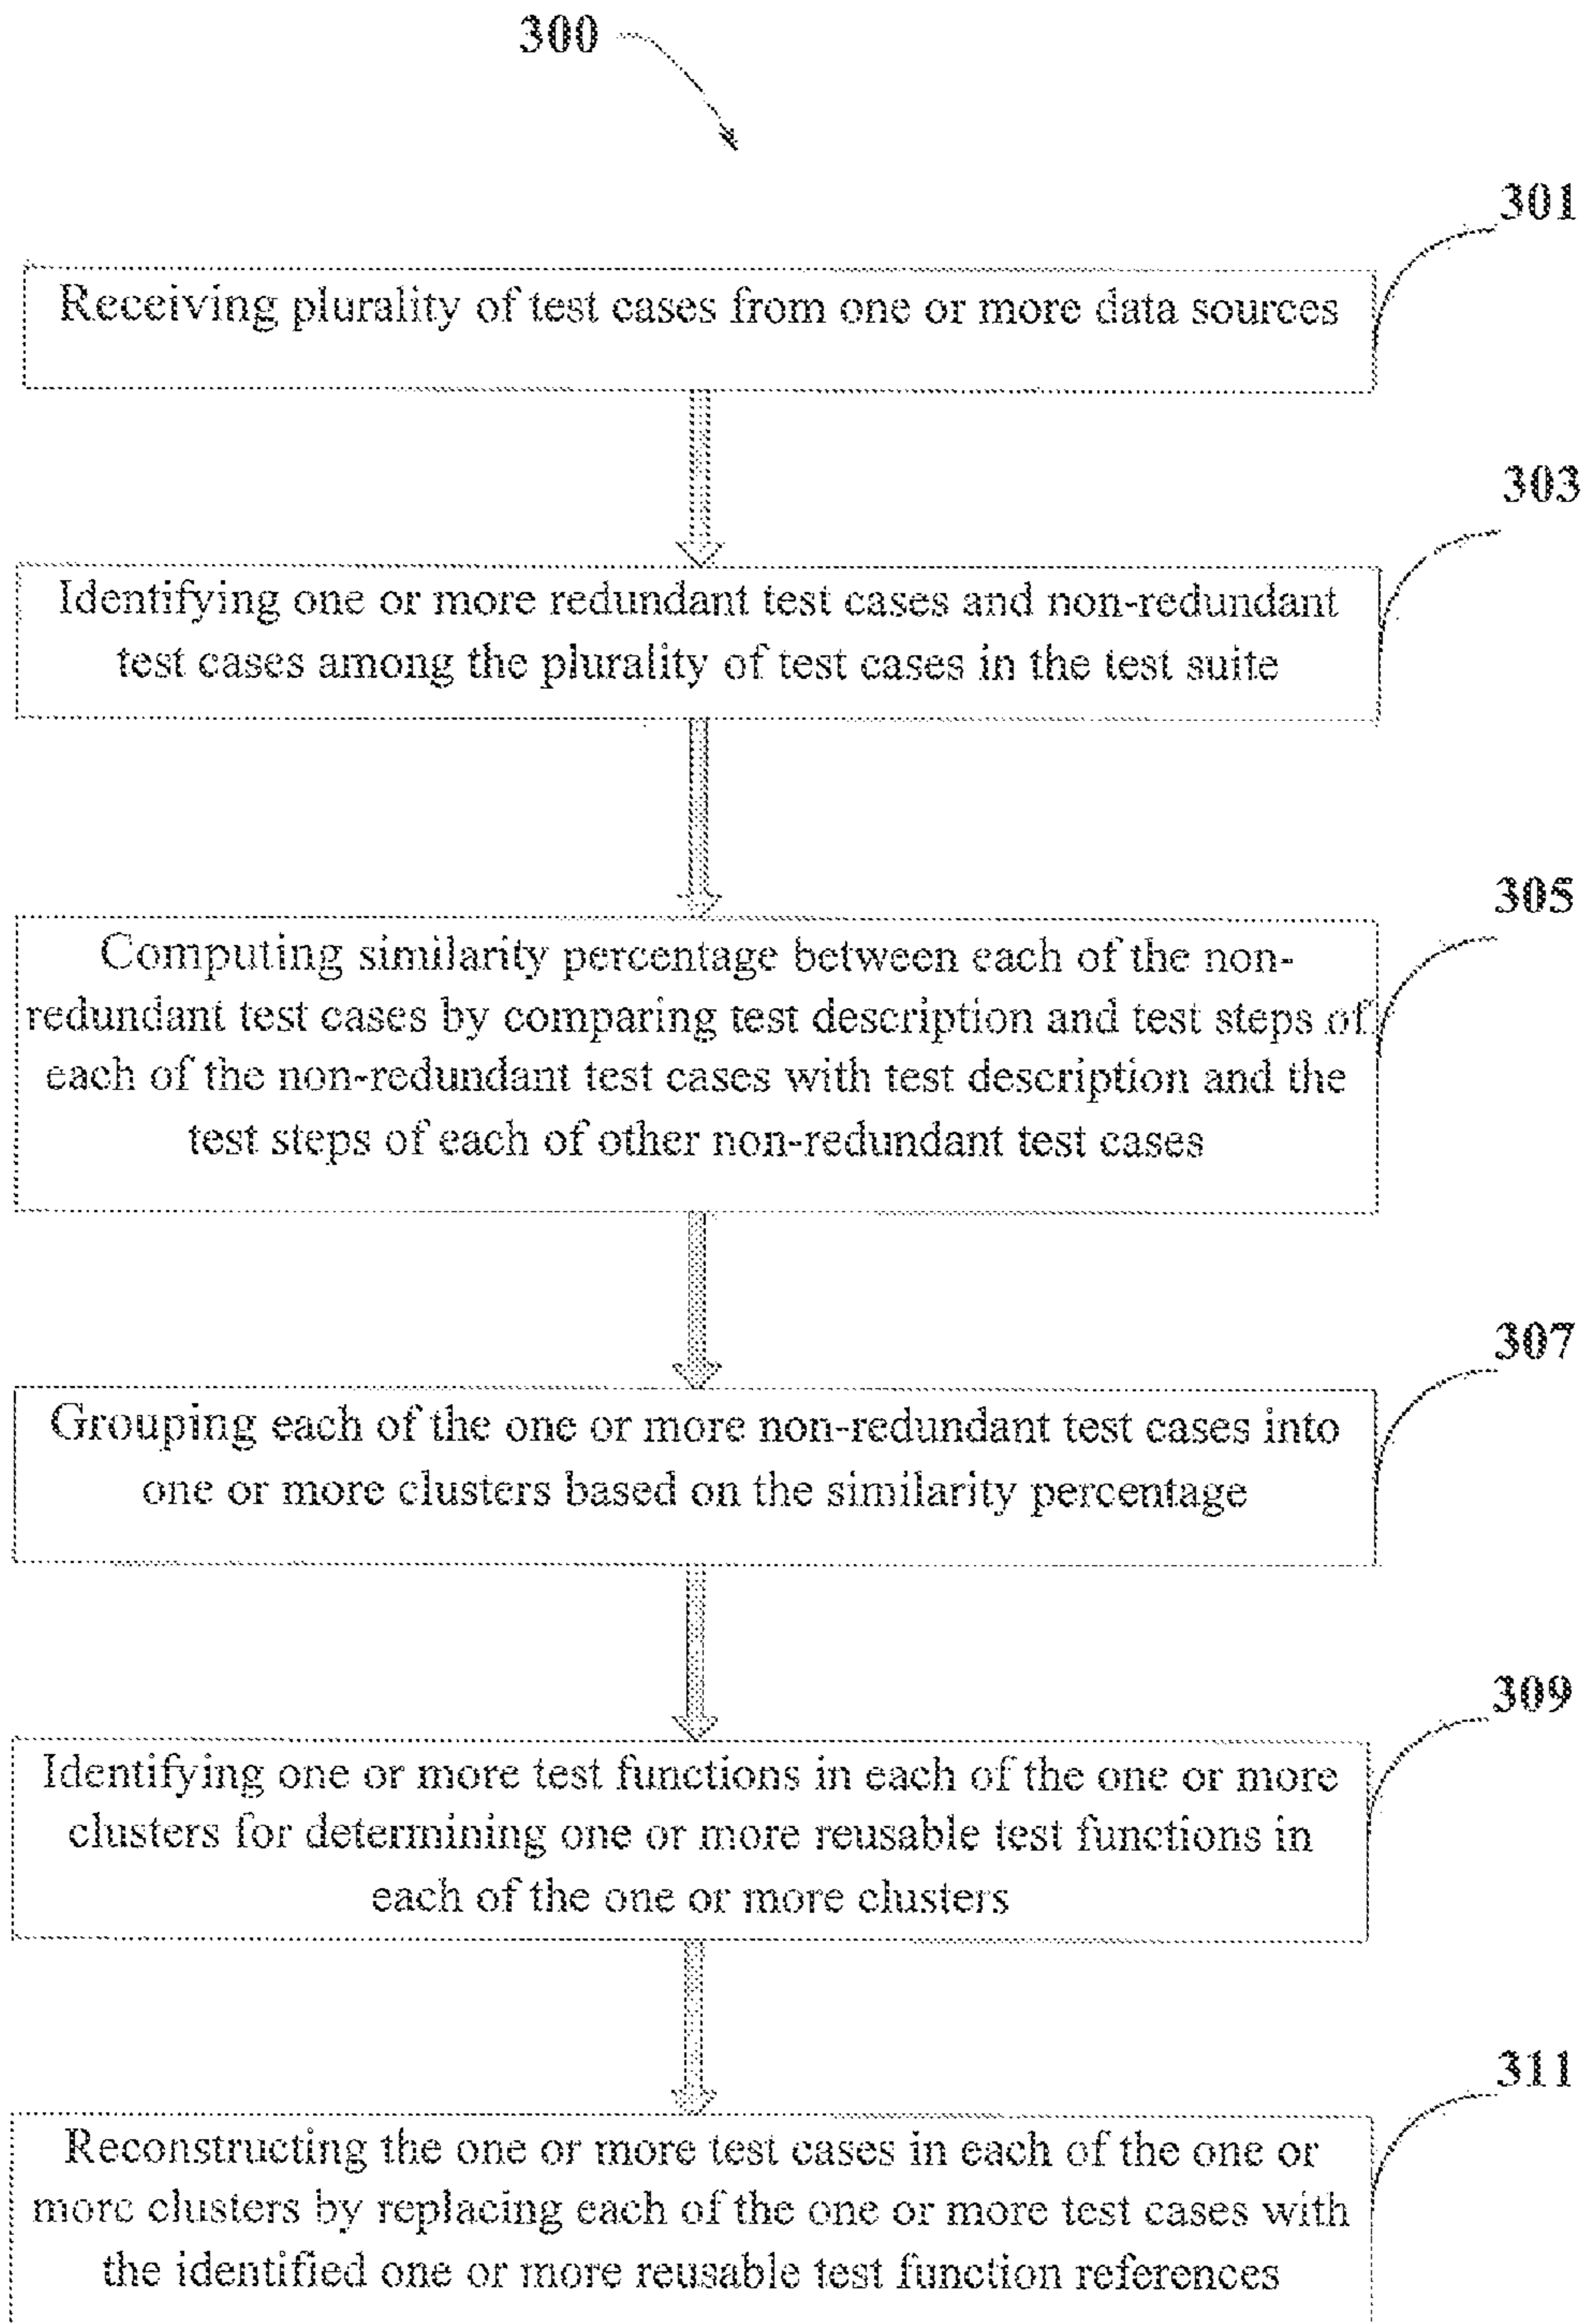 300
301
Receiving plurality of test cases from one or more data sources
303
Identifying one or more redundant test cases and non-redundant
test cases among the plurality of test cases in the test suite
305
Computing similarity percentage between each of the non-
redundant test cases by comparing test description and test steps of
each of the non-redundant test cases with test description and the
test steps of each of other non-redundant test cases
307
Grouping each of the one or more non-redundant test cases into
one or more clusters based on the similarity percentage
309
Identifying one or more test functions in each of the one or more
clusters for determining one or more reusable test functions in
each of the one or more clusters
311
Reconstructing the one or more test cases in each of the one or
more clusters by replacing each of the one or more test cases with
the identified one or more reusable test function references